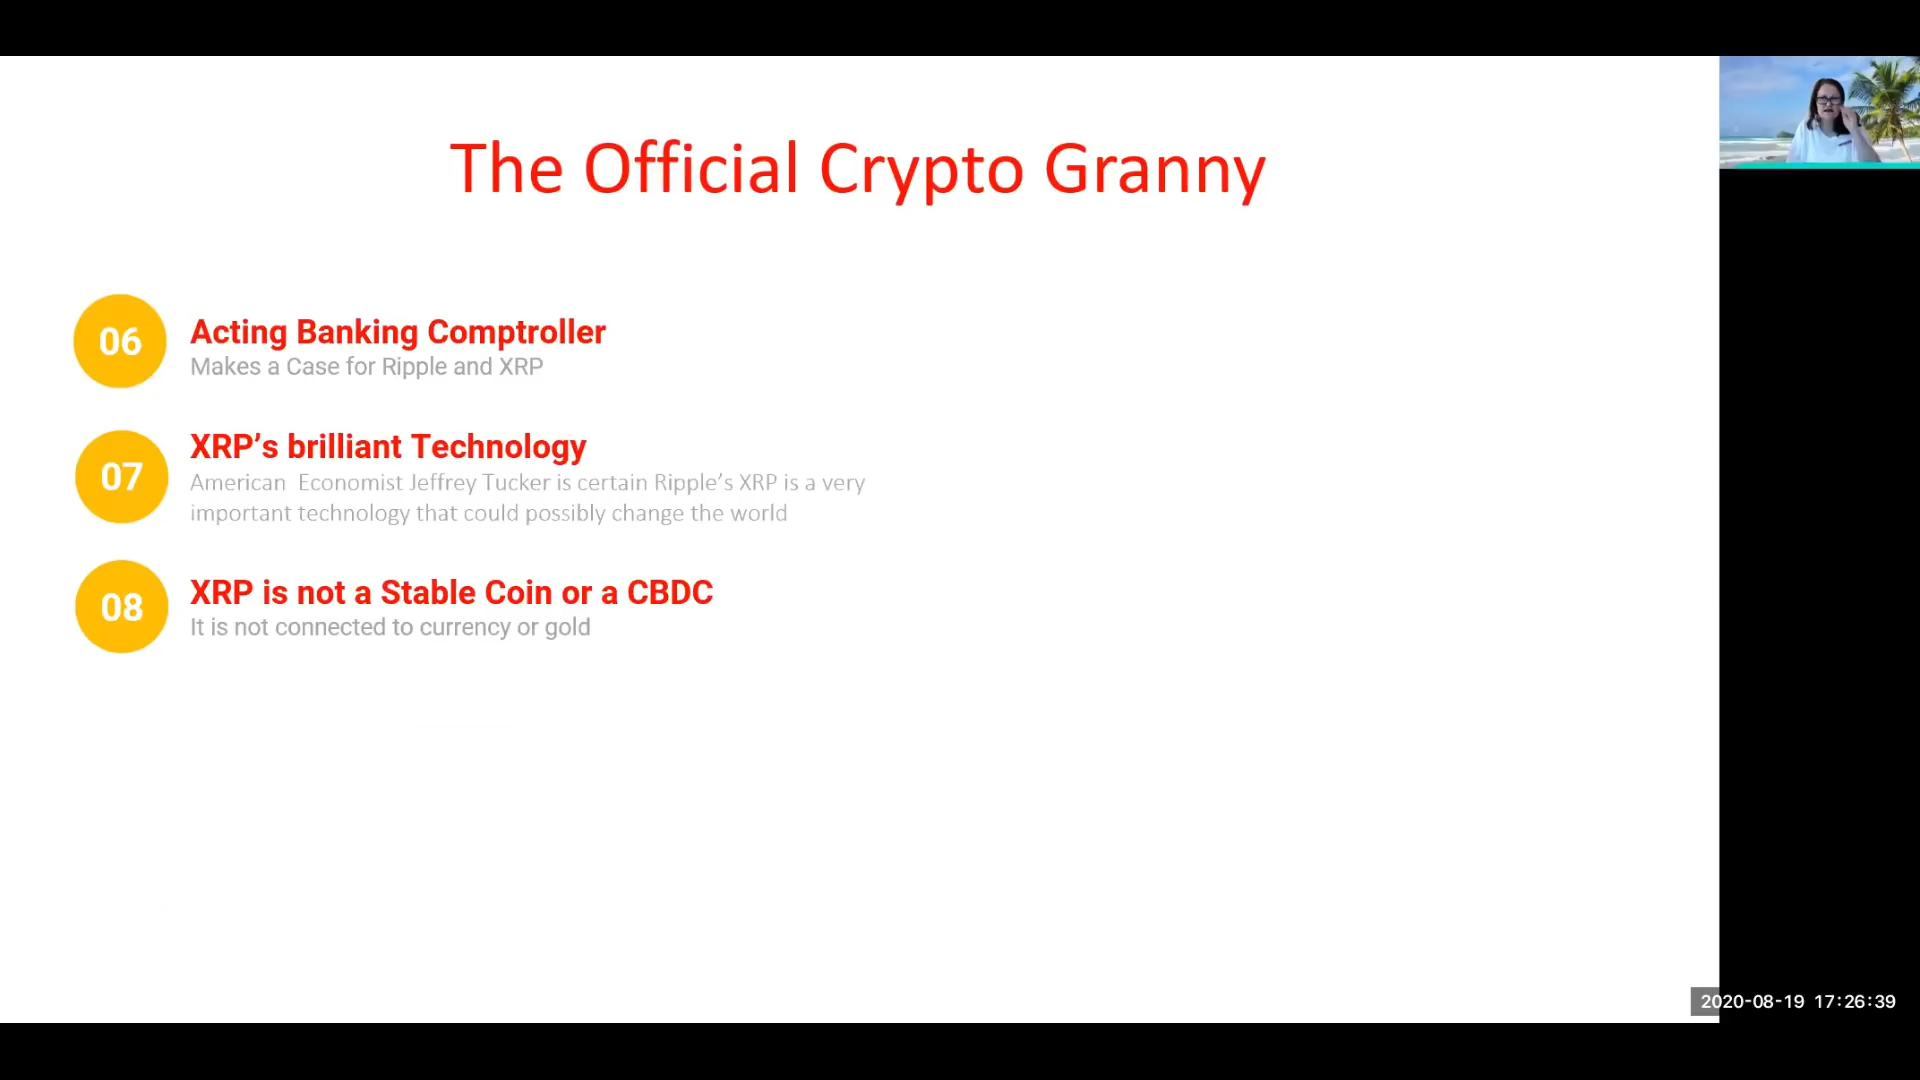 The Official Crypto Granny
06
Acting Banking Comptroller
Makes a Case for Ripple and XRP
07
XRP’s brilliant Technology
American  Economist Jeffrey Tucker is certain Ripple’s XRP is a very
important technology that could possibly change the world
08
XRP is not a Stable Coin or a CBDC
It is not connected to currency or gold
2020-08-19 17:26:39